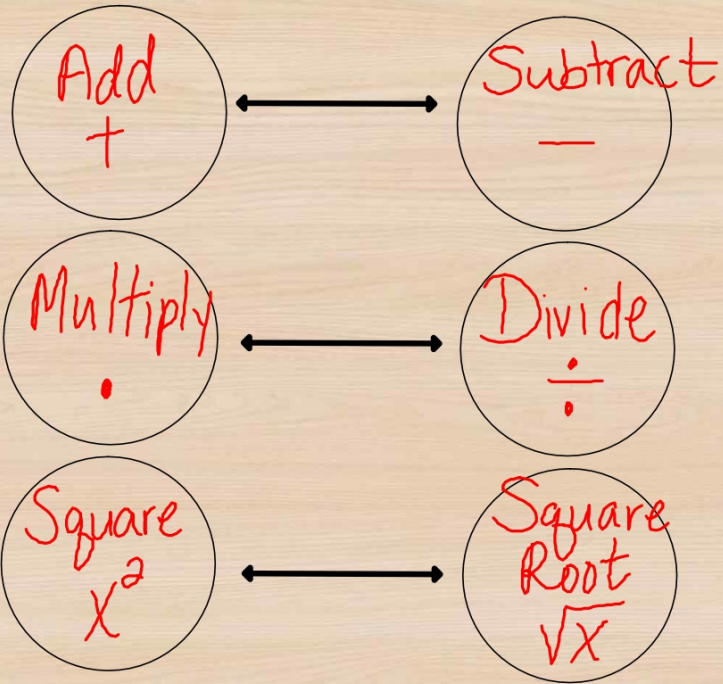 Add
+
Subtract
—
Multiply
•
Divide
÷
Square
x²
Square
Root
√x